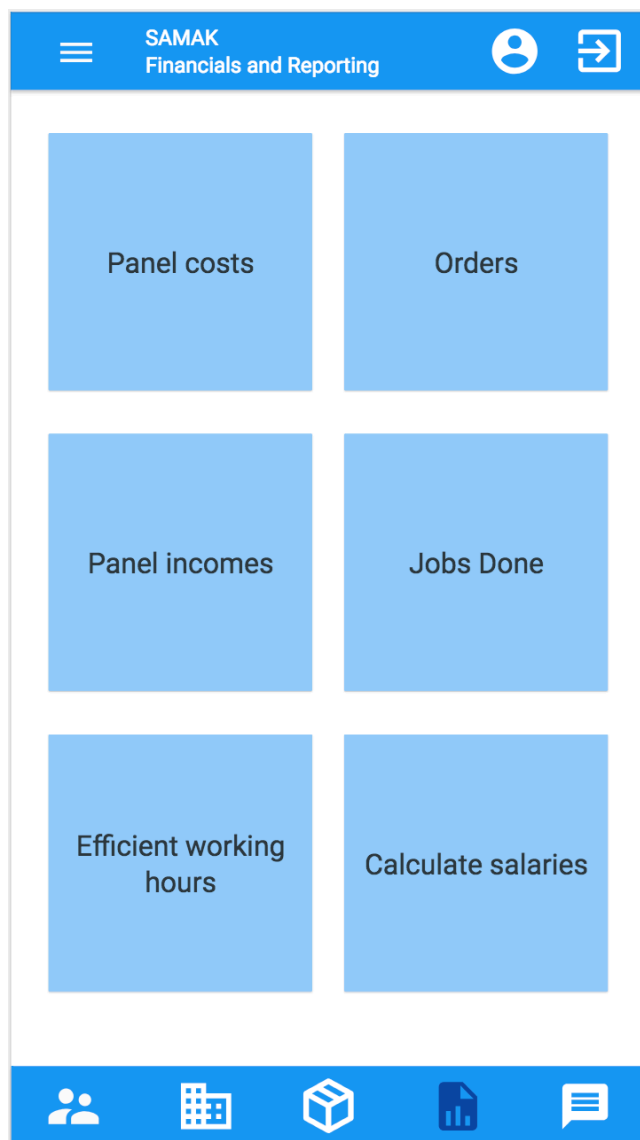 SAMAK
Financials and Reporting
Panel costs
Orders
Panel incomes
Jobs Done
Efficient working
hours
Calculate salaries